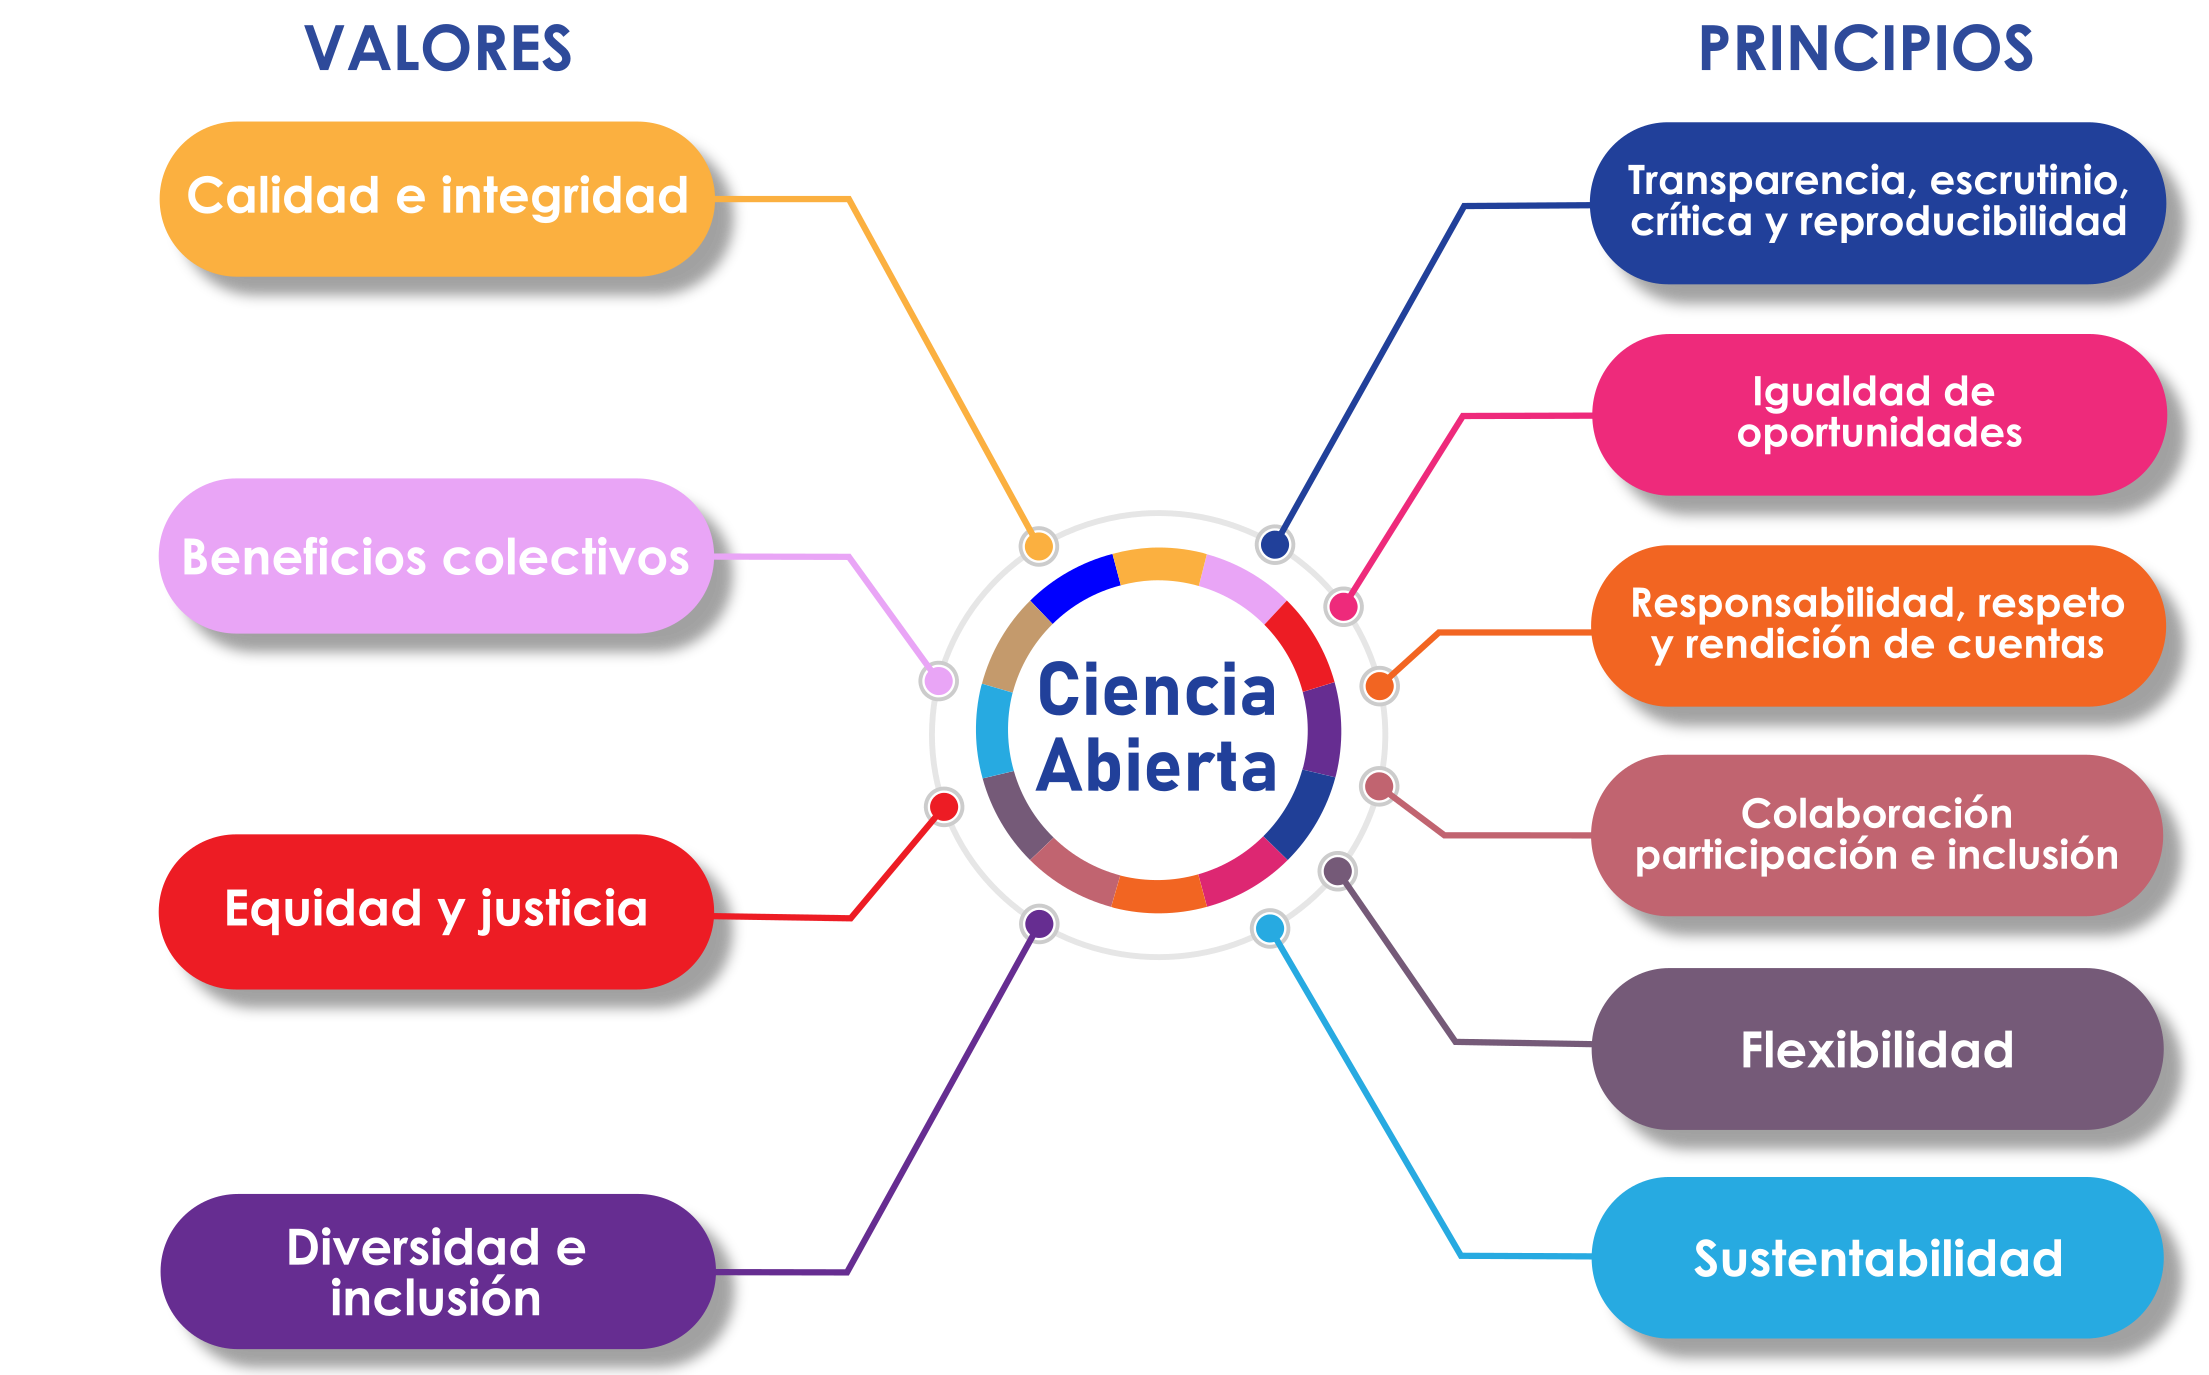 VALORES
Calidad e integridad
Beneficios colectivos
Equidad y justicia
Diversidad e
inclusión
Ciencia
Abierta
PRINCIPIOS
Transparencia, escrutinio,
crítica y reproducibilidad
Igualdad de
oportunidades
Responsabilidad, respeto
y rendición de cuentas
Colaboración
participación e inclusión
Flexibilidad
Sustentabilidad